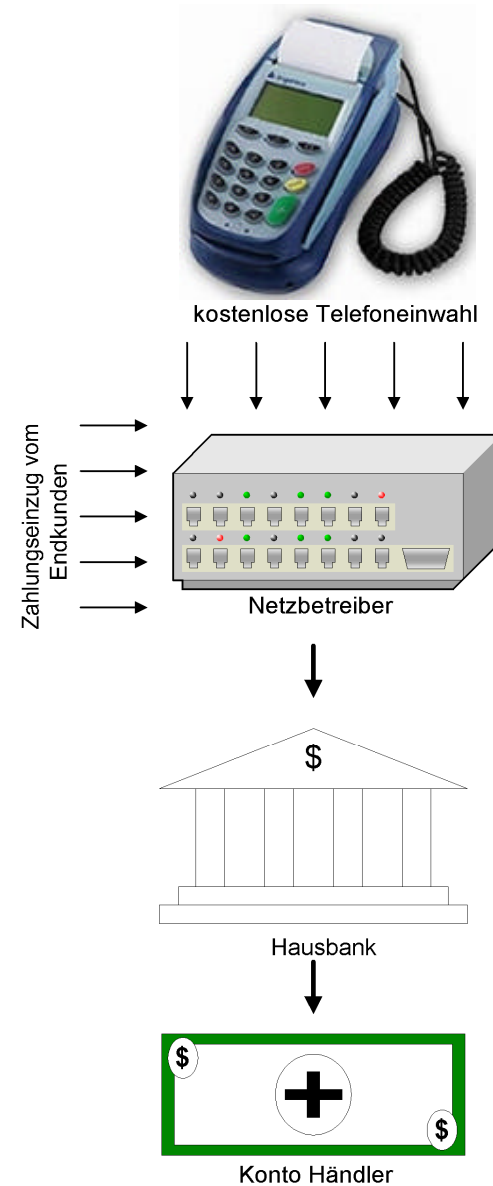 kostenlose Telefoneinwahl
Zahlungseinzug vom
Endkunden
Netzbetreiber
$
Hausbank
$
$
Konto Händler